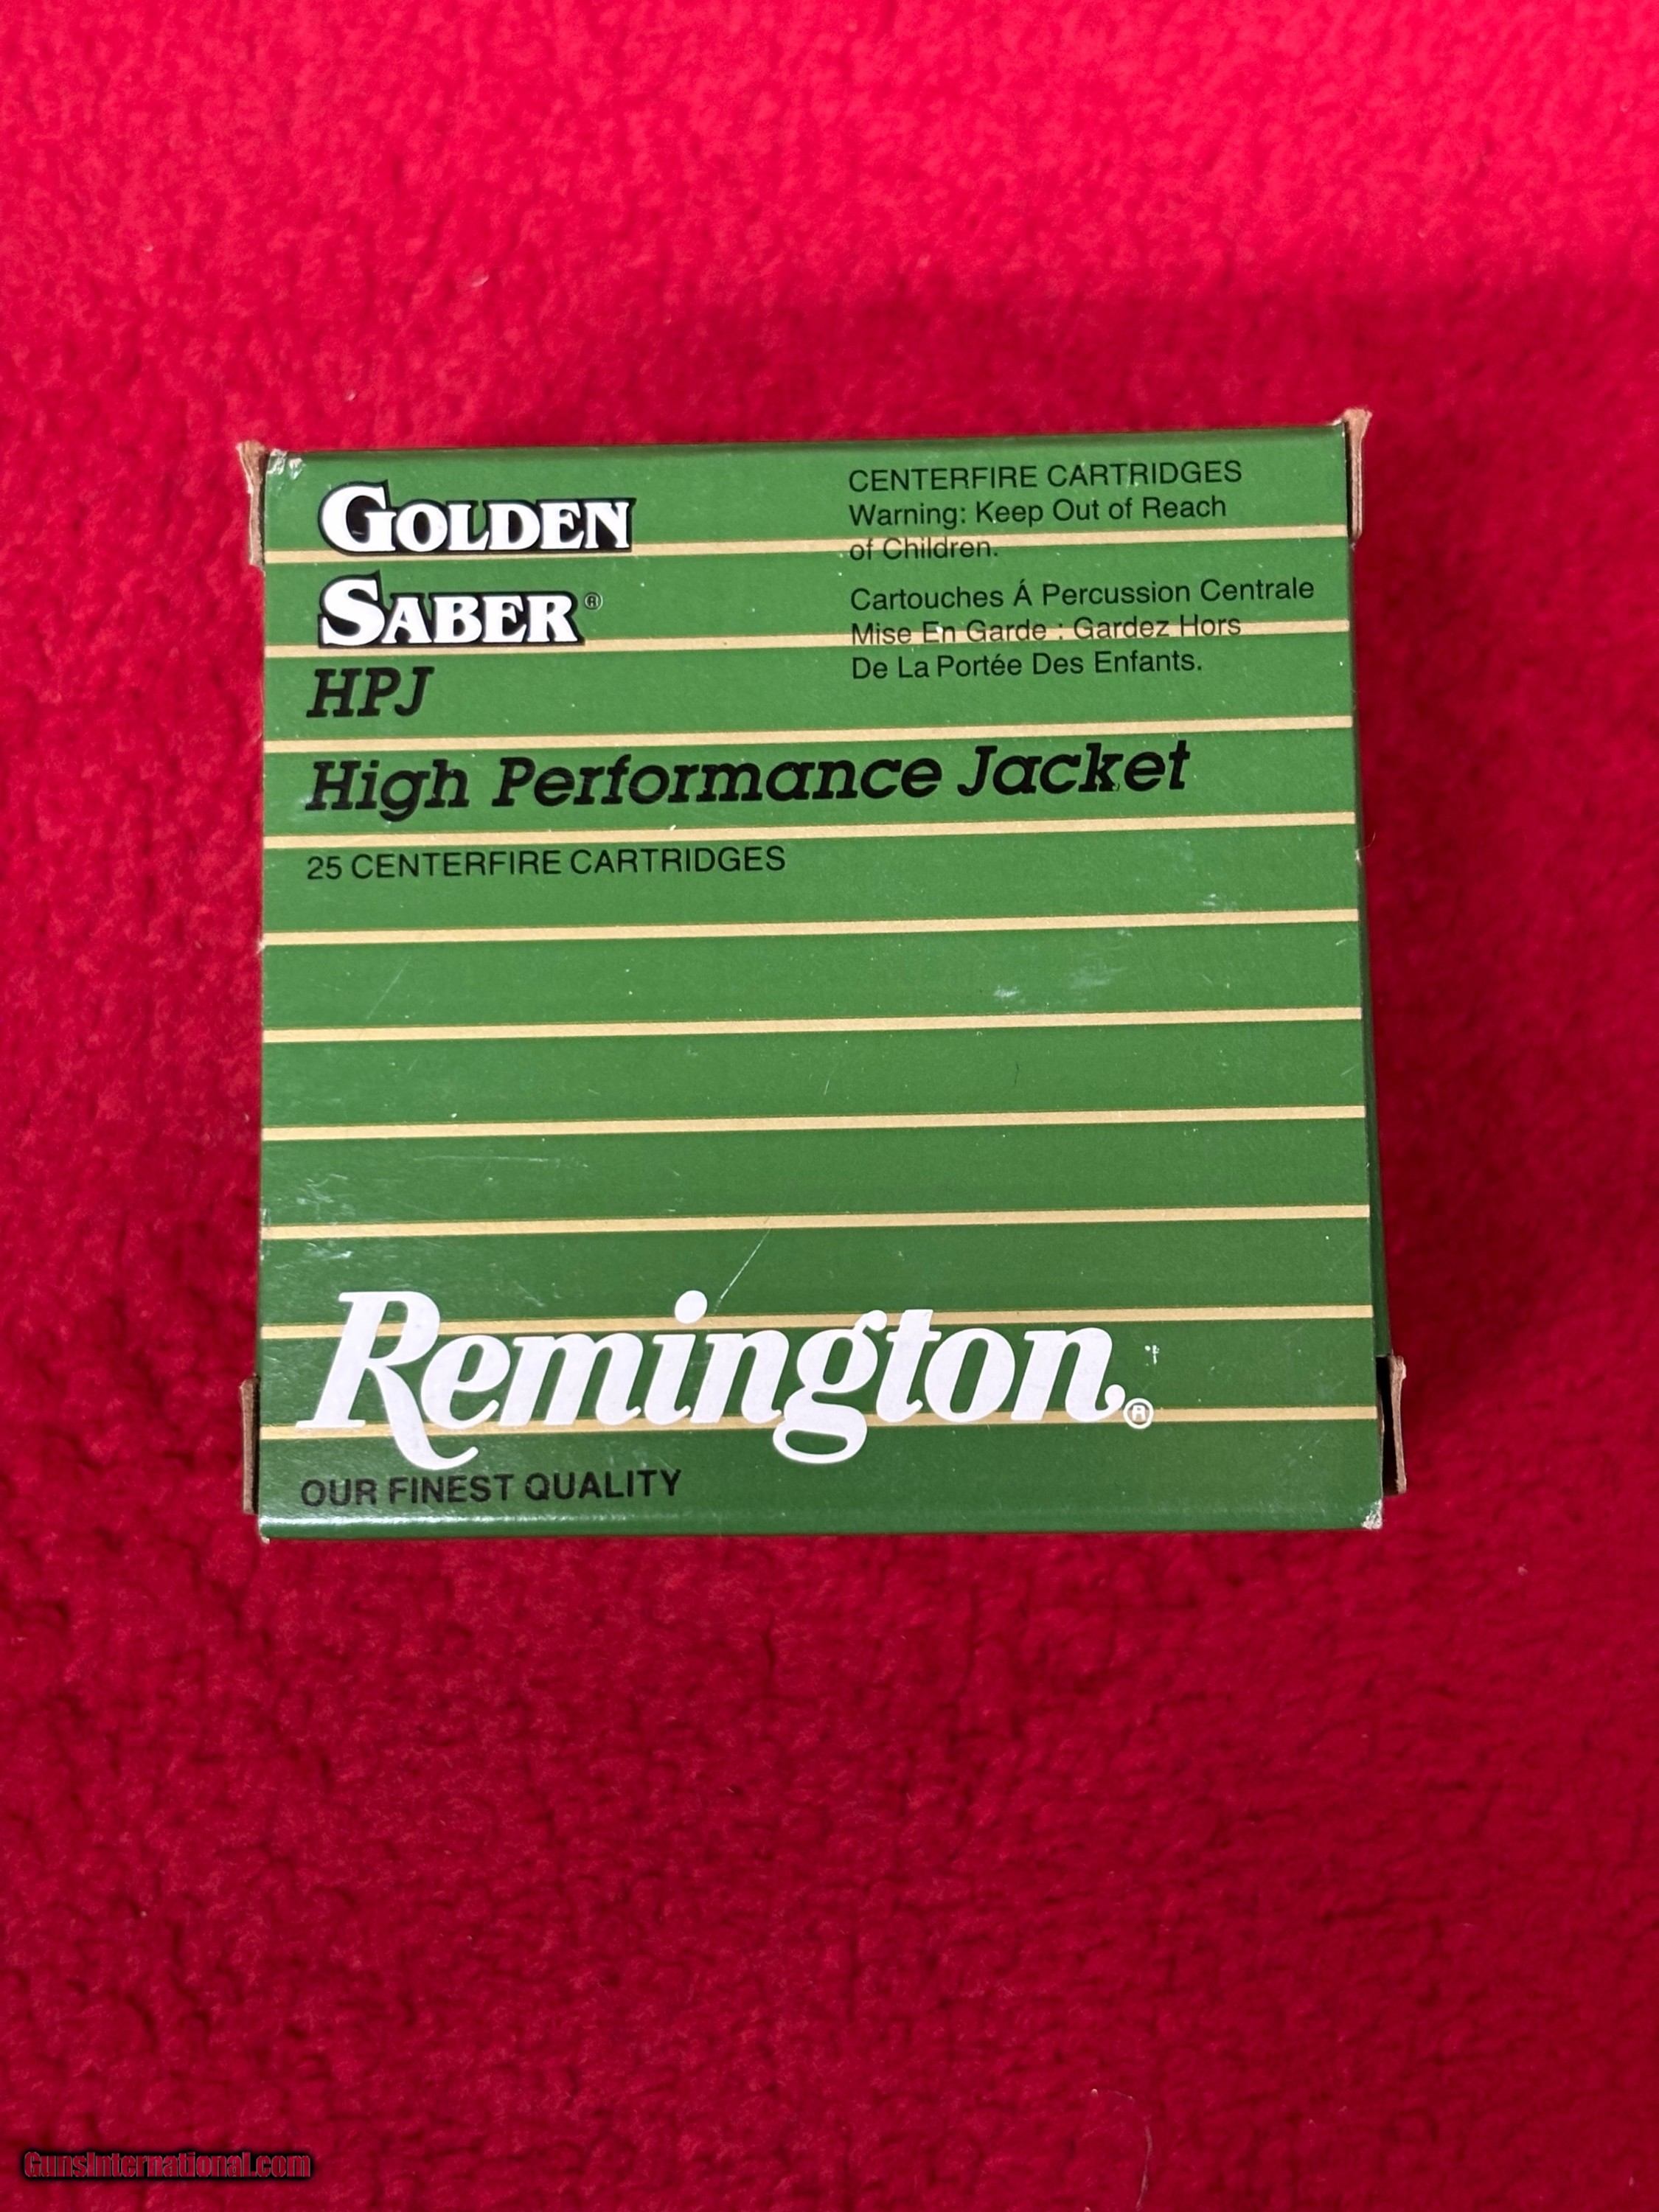 GOLDEN
SABER®
HPJ
High Performance Jacket
25 CENTERFIRE CARTRIDGES
CENTERFIRE CARTRIDGES
Warning: Keep Out of Reach
of Children.
Cartouches Á Percussion Centrale
Mise En Garde : Gardez Hors
De La Portée Des Enfants.
Remington®
OUR FINEST QUALITY
GunsInternational.com